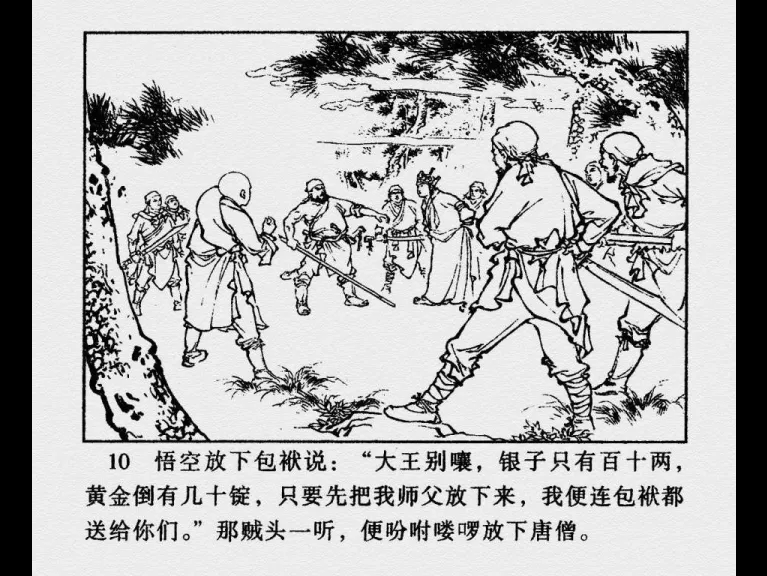 10 悟空放下包袱说：“大王别嚷，银子只有百十两，
黄金倒有几十锭，只要先把我师父放下来，我便连包袱都
送给你们。”那贼头一听，便吩咐喽啰放下唐僧。